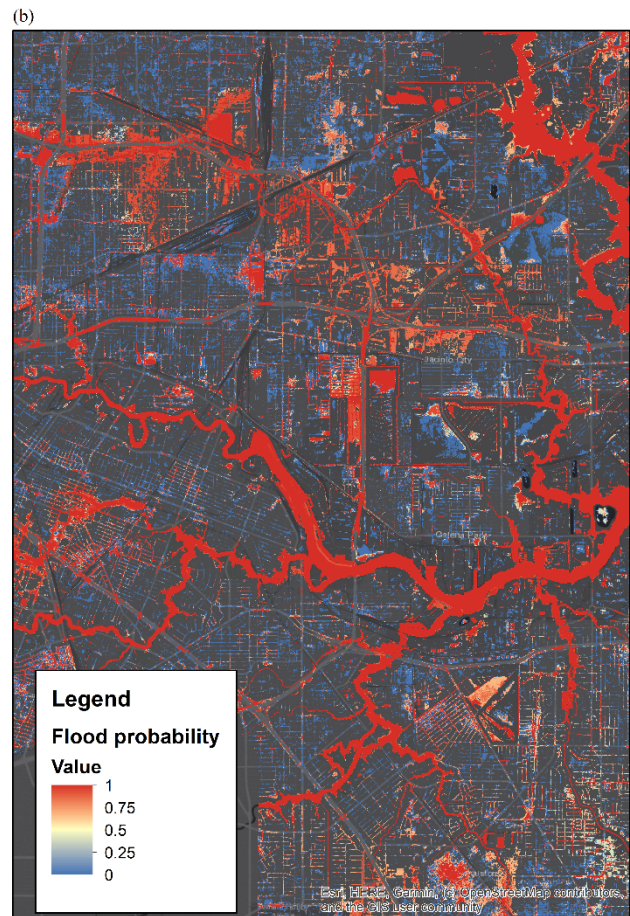 (b)
Jacinto City
Galena Park
Legend
Flood probability
Value
1
0.75
0.5
0.25
0
Esri, HERE, Garmin, (c) OpenStreetMap contributors,
and the GIS user community